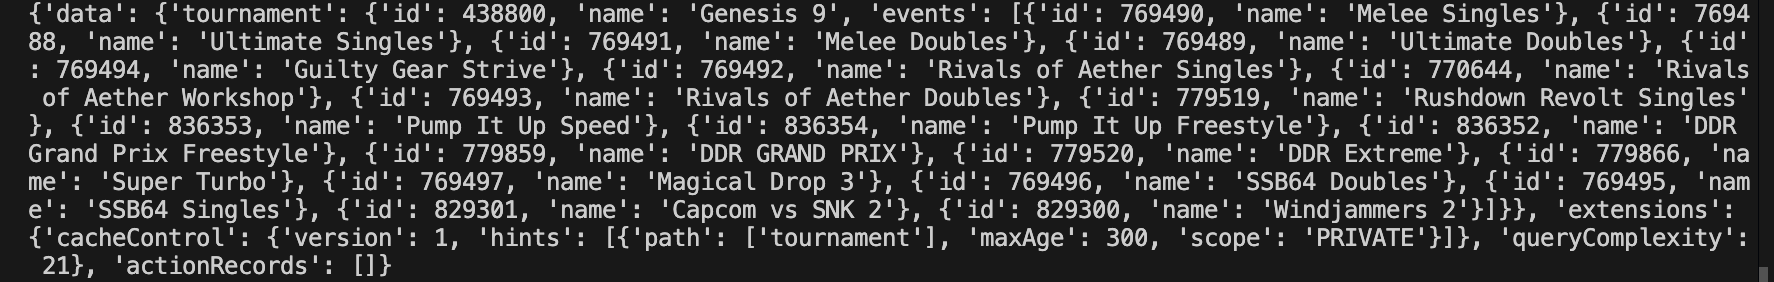 {'data': {'tournament': {'id': 438800, 'name': 'Genesis 9', 'events': [{'id': 769490, 'name': 'Melee Singles'}, {'id': 7694
88, 'name': 'Ultimate Singles'}, {'id': 769491, 'name': 'Melee Doubles'}, {'id': 769489, 'name': 'Ultimate Doubles'}, {'id'
: 769494, 'name': 'Guilty Gear Strive'}, {'id': 769492, 'name': 'Rivals of Aether Singles'}, {'id': 770644, 'name': 'Rivals
 of Aether Workshop'}, {'id': 769493, 'name': 'Rivals of Aether Doubles'}, {'id': 779519, 'name': 'Rushdown Revolt Singles'
}, {'id': 836353, 'name': 'Pump It Up Speed'}, {'id': 836354, 'name': 'Pump It Up Freestyle'}, {'id': 836352, 'name': 'DDR
Grand Prix Freestyle'}, {'id': 779859, 'name': 'DDR GRAND PRIX'}, {'id': 779520, 'name': 'DDR Extreme'}, {'id': 779866, 'na
me': 'Super Turbo'}, {'id': 769497, 'name': 'Magical Drop 3'}, {'id': 769496, 'name': 'SSB64 Doubles'}, {'id': 769495, 'nam
e': 'SSB64 Singles'}, {'id': 829301, 'name': 'Capcom vs SNK 2'}, {'id': 829300, 'name': 'Windjammers 2'}]}}, 'extensions':
{'cacheControl': {'version': 1, 'hints': [{'path': ['tournament'], 'maxAge': 300, 'scope': 'PRIVATE'}]}, 'queryComplexity':
 21}, 'actionRecords': []}